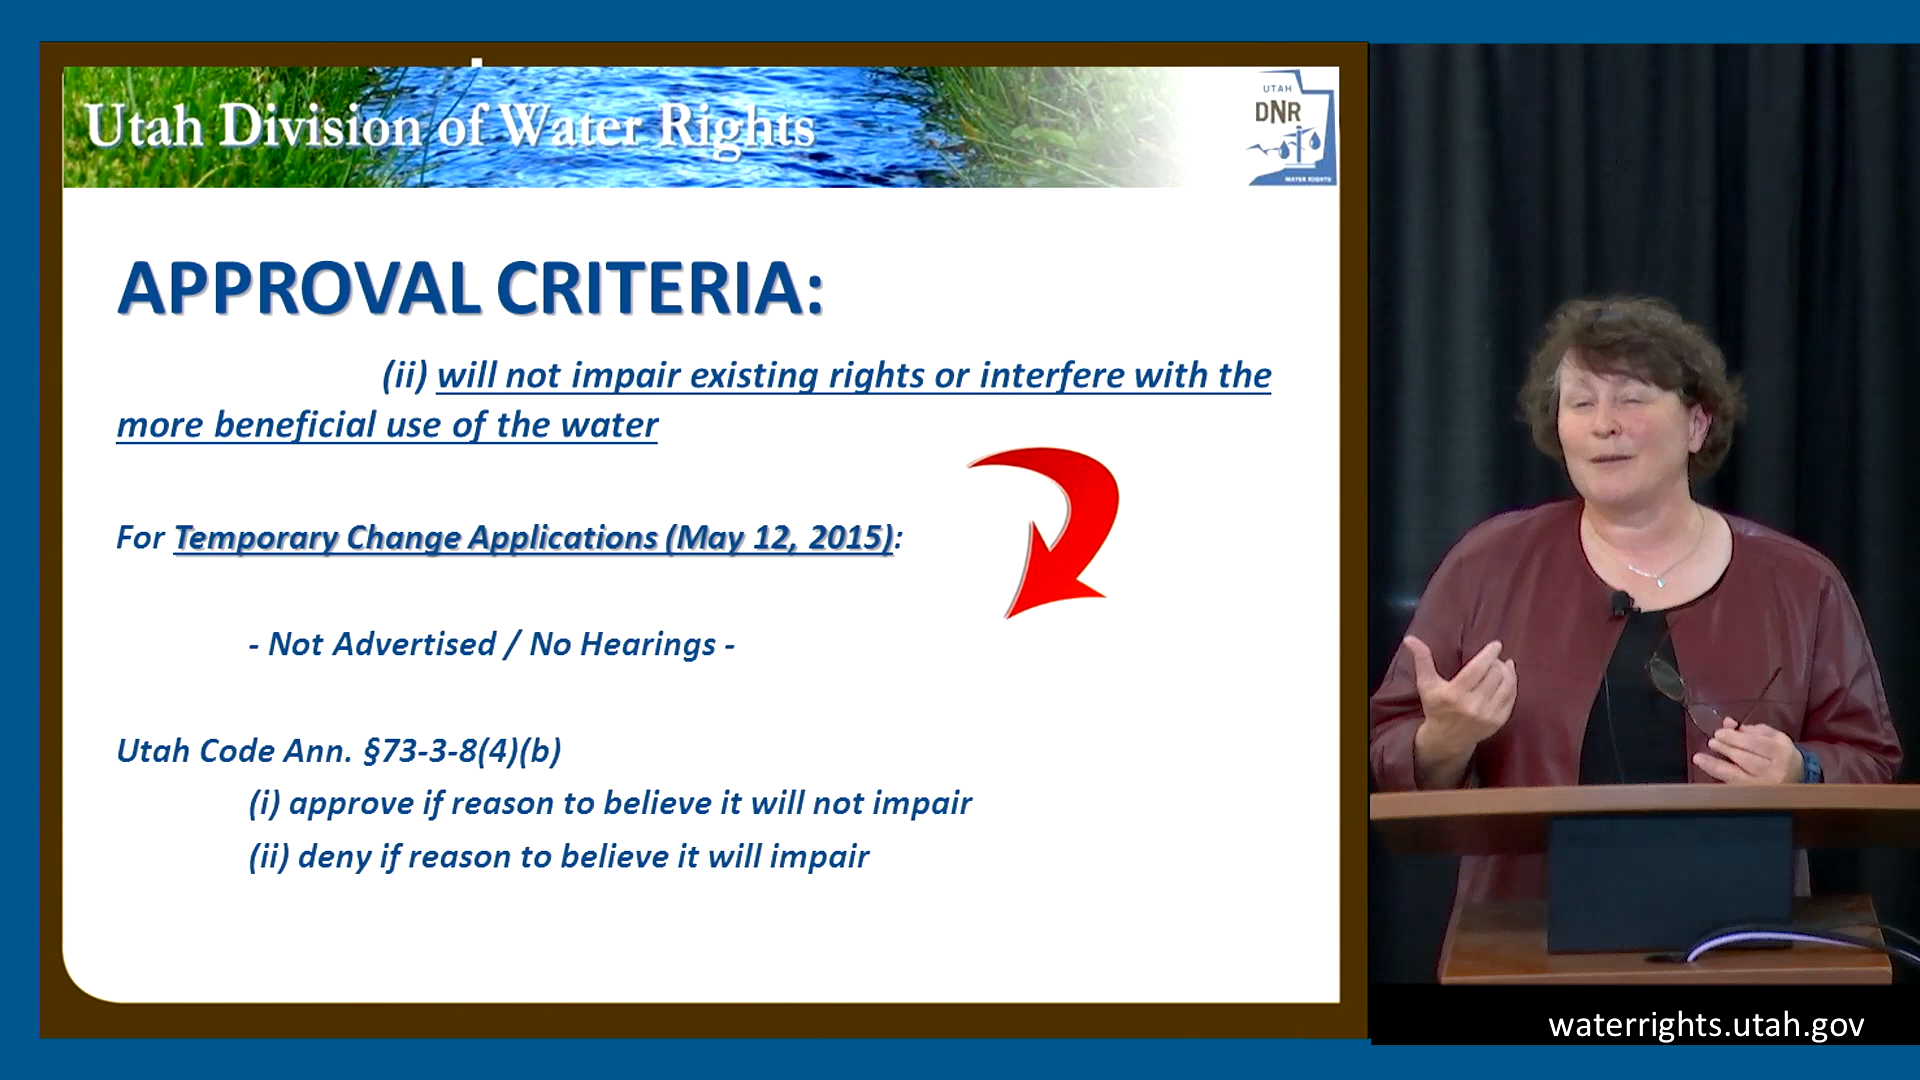 Utah Division of Water Rights
UTAH
DNR
WATER RIGHTS
APPROVAL CRITERIA:
(ii) will not impair existing rights or interfere with the
more beneficial use of the water
For Temporary Change Applications (May 12, 2015):
- Not Advertised / No Hearings -
Utah Code Ann. §73-3-8(4)(b)
(i) approve if reason to believe it will not impair
(ii) deny if reason to believe it will impair
waterrights.utah.gov